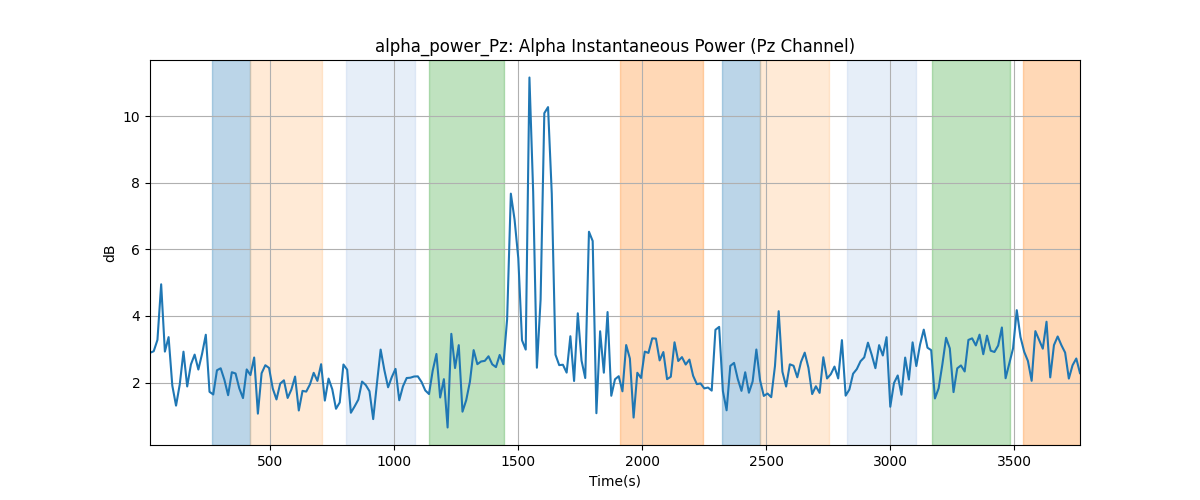 alpha_power_Pz: Alpha Instantaneous Power (Pz Channel)
10
8
6
4
2
dB
500 1000 1500 2000 2500 3000 3500
Time(s)